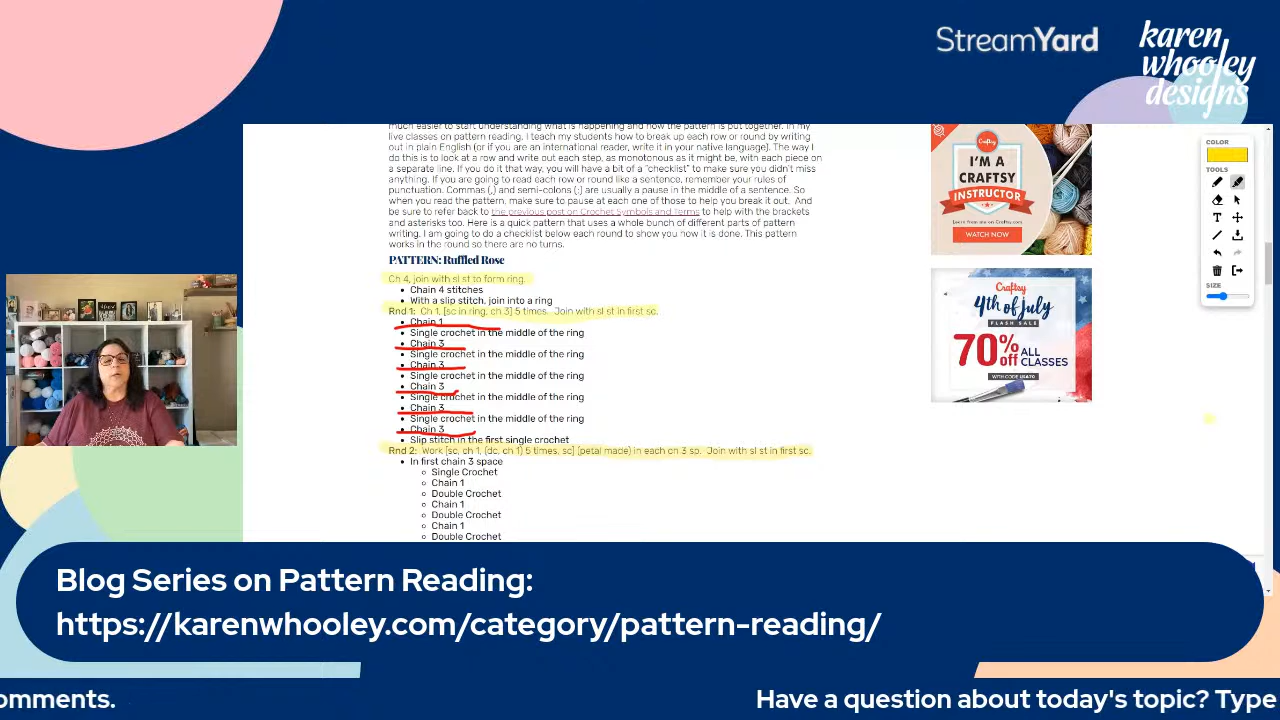 StreamYard
karen
whooley
designs
much easier to start understanding what is happening and how the pattern is put together. In my
live classes on pattern reading, I teach my students how to break up each row or round by writing
out in plain English (or if you are an international reader, write it in your native language). The way I
do this is to look at a row and write out each step, as monotonous as it might be, with each piece on
a separate line. If you do it that way, you will have a bit of a "checklist" to make sure you didn't miss
anything. If you are going to read each row or round like a sentence, remember your rules of
punctuation. Commas (,) and semi-colons (;) are usually a pause in the middle of a sentence. So
when you read the pattern, make sure to pause at each one of those to help you break it out. And
be sure to refer back to the previous post on Crochet Symbols and Terms to help with the brackets
and asterisks too. Here is a quick pattern that uses a whole bunch of different parts of pattern
writing. I am going to do a checklist below each round to show you how it is done. This pattern
works in the round so there are no turns.
PATTERN: Ruffled Rose
Ch 4, join with sl st to form ring.
Chain 4 stitches
With a slip stitch, join into a ring
Rnd 1: Ch 1, [sc in ring, ch 3] 5 times. Join with sl st in first sc.
Chain 1
Single crochet in the middle of the ring
Chain 3
Single crochet in the middle of the ring
Chain 3
Single crochet in the middle of the ring
Chain 3
Single crochet in the middle of the ring
Chain 3
Single crochet in the middle of the ring
Chain 3
Slip stitch in the first single crochet
Rnd 2: Work [sc, ch 1, (dc, ch 1) 5 times, sc] (petal made) in each ch 3 sp. Join with sl st in first sc.
In first chain 3 space
Single Crochet
Chain 1
Double Crochet
Chain 1
Double Crochet
Chain 1
Double Crochet
Craftsy
I'M A
CRAFTSY
INSTRUCTOR
Learn from me on Craftsy.com
WATCH NOW
Craftsy
4th of July
FLASH SALE
70% off ALL CLASSES
WITH CODE USA70
COLOR
TOOLS
SIZE
Blog Series on Pattern Reading:
https://karenwhooley.com/category/pattern-reading/
omments.
Have a question about today's topic? Type